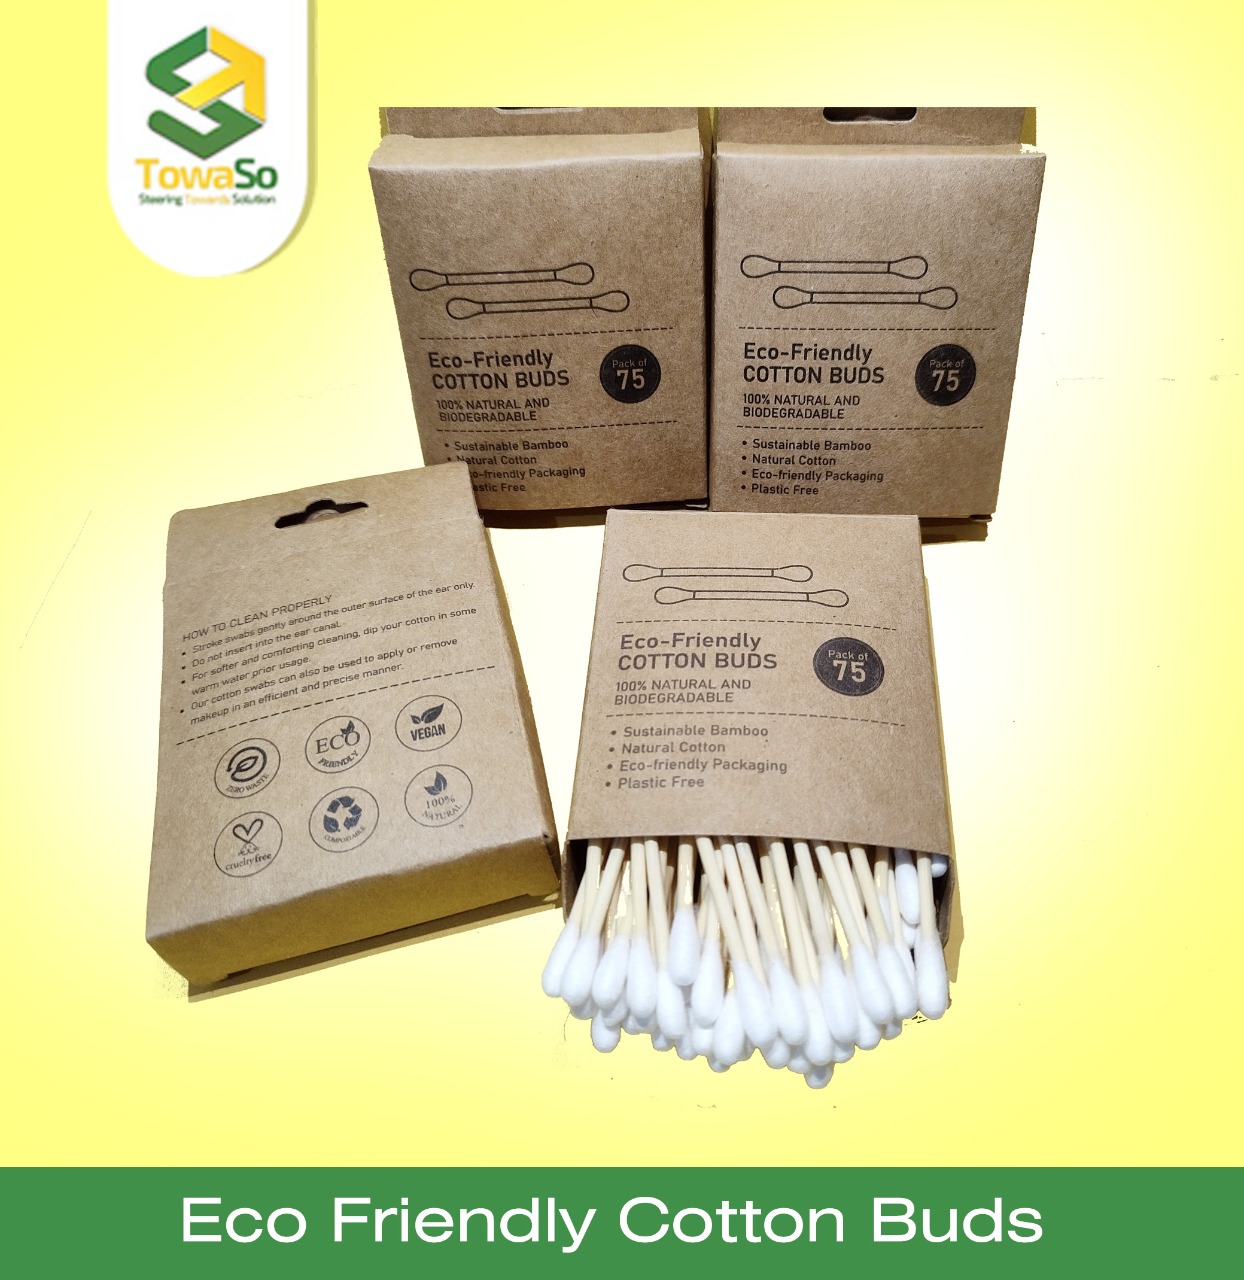 TowaSo
Steering Towards Solution
Eco-Friendly
COTTON BUDS
100% NATURAL AND
BIODEGRADABLE
Pack of
75
• Sustainable Bamboo
• Natural Cotton
Eco-friendly Packaging
Eco-Friendly
COTTON BUDS
100% NATURAL AND
BIODEGRADABLE
Pack of
75
• Sustainable Bamboo
• Natural Cotton
• Eco-friendly Packaging
• Plastic Free
HOW TO CLEAN PROPERLY
• Stroke swabs gently around the outer surface of the ear only.
• Do not insert into the ear canal.
• For softer and comforting cleaning, dip your cotton in some
warm water prior usage.
• Our cotton swabs can also be used to apply or remove
makeup in an efficient and precise manner.
ZERO WASTE
ECO
FRIENDLY
VEGAN
cruelty free
COMPOSTABLE
100%
NATURAL
Eco-Friendly
COTTON BUDS
100% NATURAL AND
BIODEGRADABLE
Pack of
75
• Sustainable Bamboo
• Natural Cotton
• Eco-friendly Packaging
• Plastic Free
Eco Friendly Cotton Buds